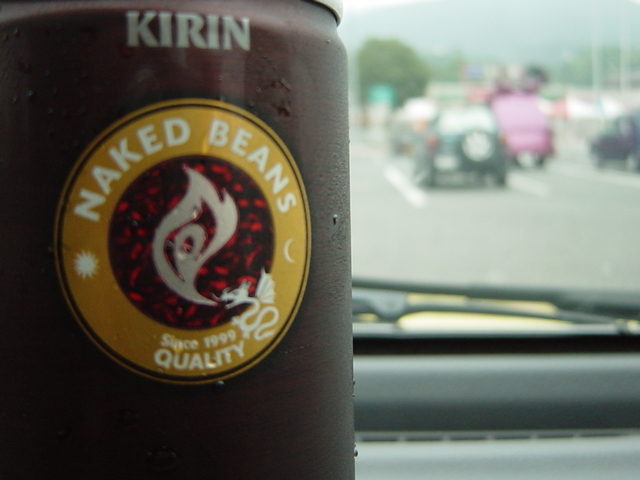 KIRIN
NAKED BEANS
Since 1999
QUALITY